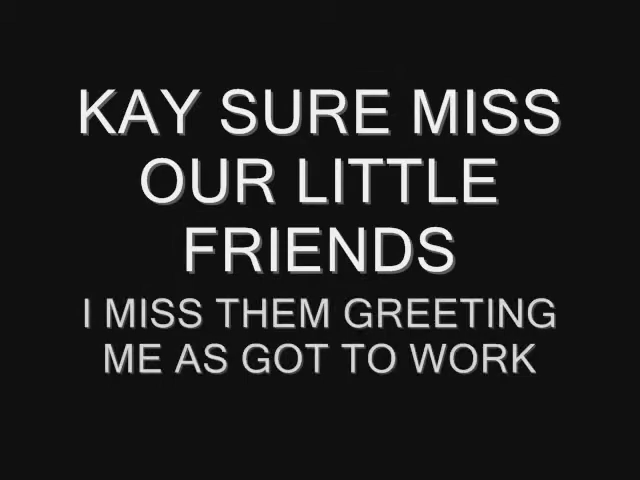 KAY SURE MISS
OUR LITTLE
FRIENDS
I MISS THEM GREETING
ME AS GOT TO WORK